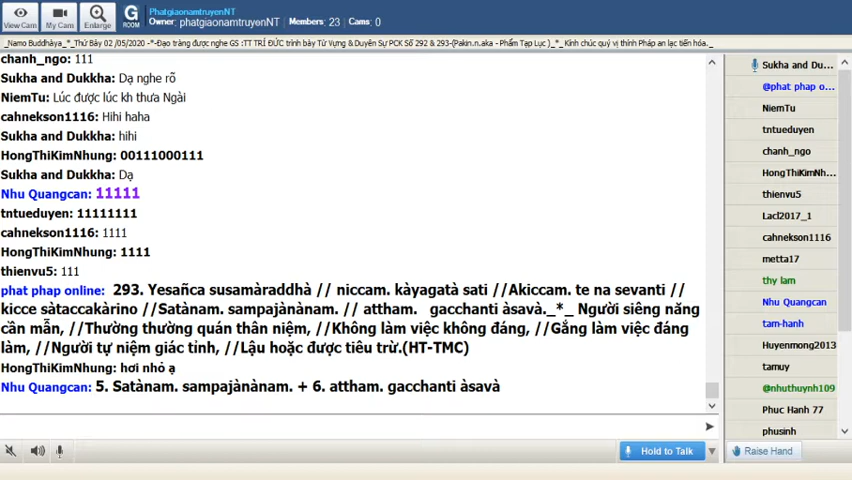 PhatgiaonamtruyenNT
Owner: phatgiaonamtruyenNT Members: 23 Cams: 0
View Cam My Cam Enlarge G ROOM
_Namo Buddhàya_*_Thứ Bảy 02 /05/2020 -*-Đạo tràng được nghe GS :TT TRÍ ĐỨC trình bày Từ Vựng & Duyên Sự PCK Số 292 & 293-(Pakin.n.aka - Phẩm Tạp Lục )_*_ Kính chúc quý vị thính Pháp an lạc tiến hóa._
chanh_ngo: 111
Sukha and Dukkha: Dạ nghe rõ
NiemTu: Lúc được lúc kh thưa Ngài
cahnekson1116: Hihi haha
Sukha and Dukkha: hihi
HongThiKimNhung: 00111000111
Sukha and Dukkha: Dạ
Nhu Quangcan: 11111
tntueduyen: 11111111
cahnekson1116: 1111
HongThiKimNhung: 1111
thienvu5: 111
phat phap online: 293. Yesañca susamàraddhà // niccam. kàyagatà sati //Akiccam. te na sevanti //
kicce sàtaccakàrino //Satànam. sampajànànam. // attham. gacchanti àsavà._*_ Người siêng năng
cần mẫn, //Thường thường quán thân niệm, //Không làm việc không đáng, //Gắng làm việc đáng
làm, //Người tự niệm giác tỉnh, //Lậu hoặc được tiêu trừ.(HT-TMC)
HongThiKimNhung: hơi nhỏ ạ
Nhu Quangcan: 5. Satànam. sampajànànam. + 6. attham. gacchanti àsavà
Sukha and Du...
@phat phap o...
NiemTu
tntueduyen
chanh_ngo
HongThiKimNh...
thienvu5
Lacl2017_1
cahnekson1116
metta17
thy lam
Nhu Quangcan
tam-hanh
Huyenmong2013
tamuy
@nhuthuynh109
Phuc Hanh 77
phusinh
Hold to Talk
Raise Hand